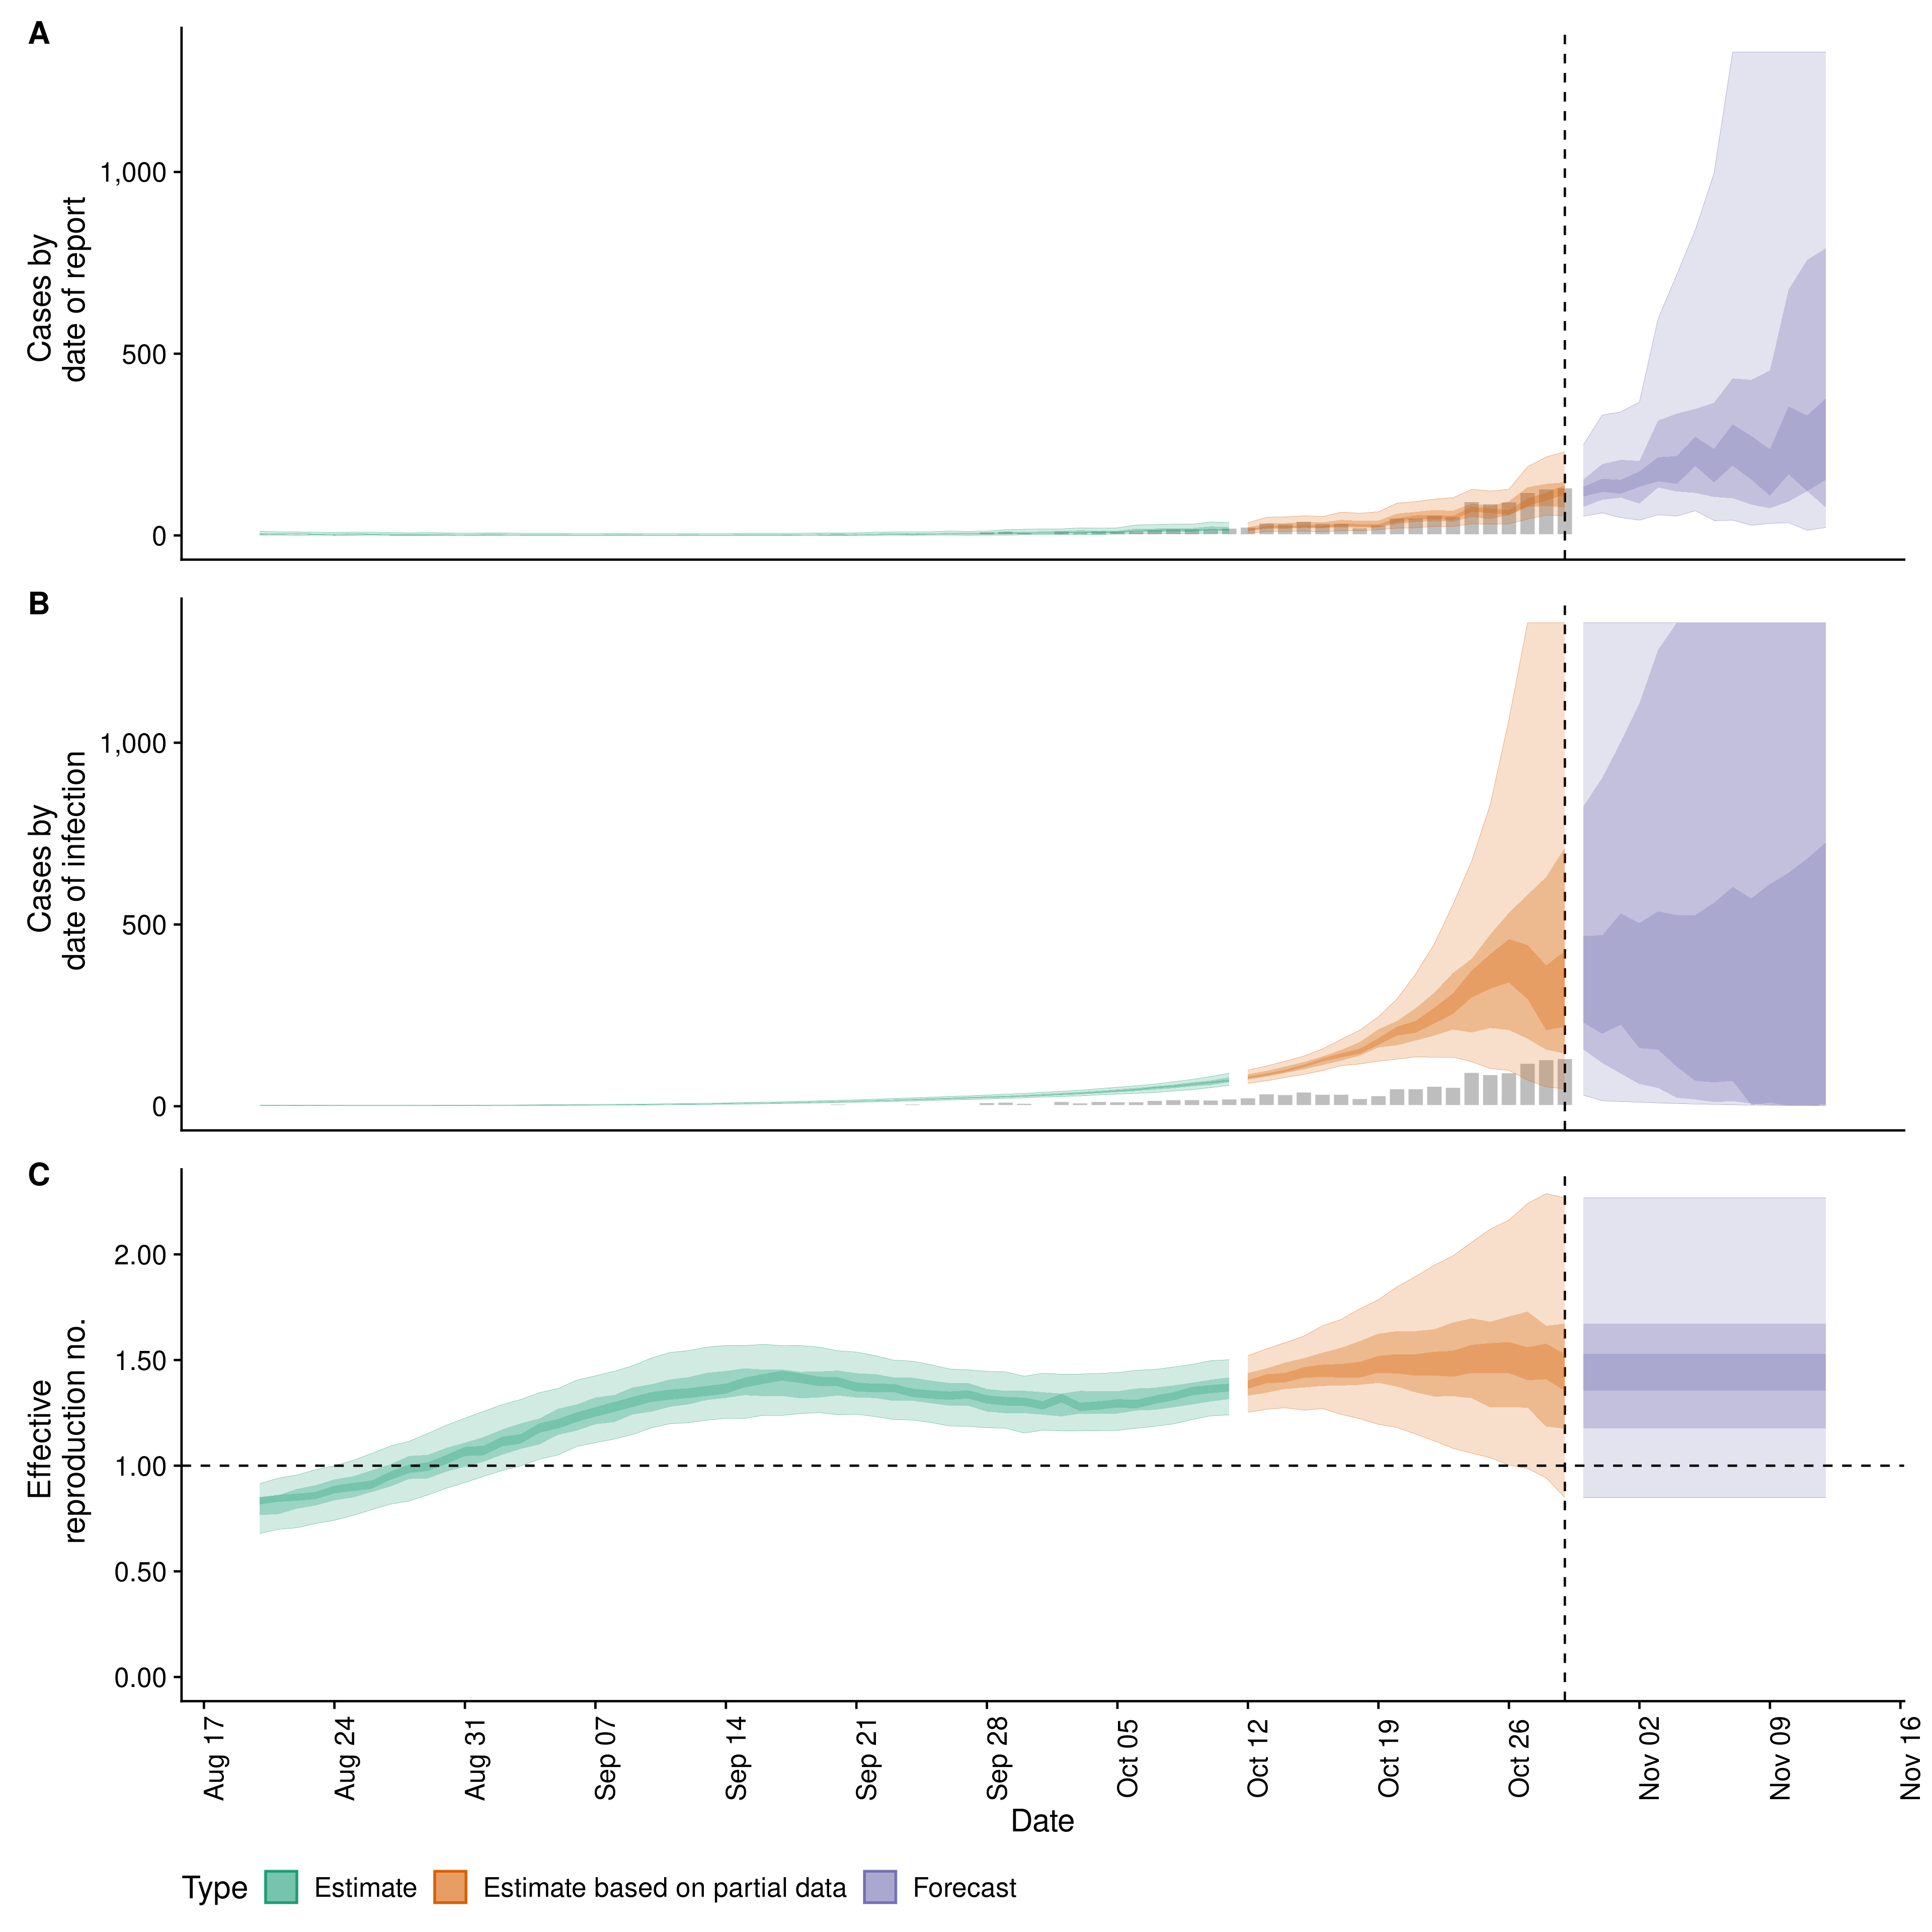 A
Cases by
date of report
1,000
500
0
B
Cases by
date of infection
1,000
500
0
C
Effective
reproduction no.
2.00
1.50
1.00
0.50
0.00
Aug 17
Aug 24
Aug 31
Sep 07
Sep 14
Sep 21
Sep 28
Oct 05
Oct 12
Oct 19
Oct 26
Nov 02
Nov 09
Nov 16
Date
Type Estimate Estimate based on partial data Forecast